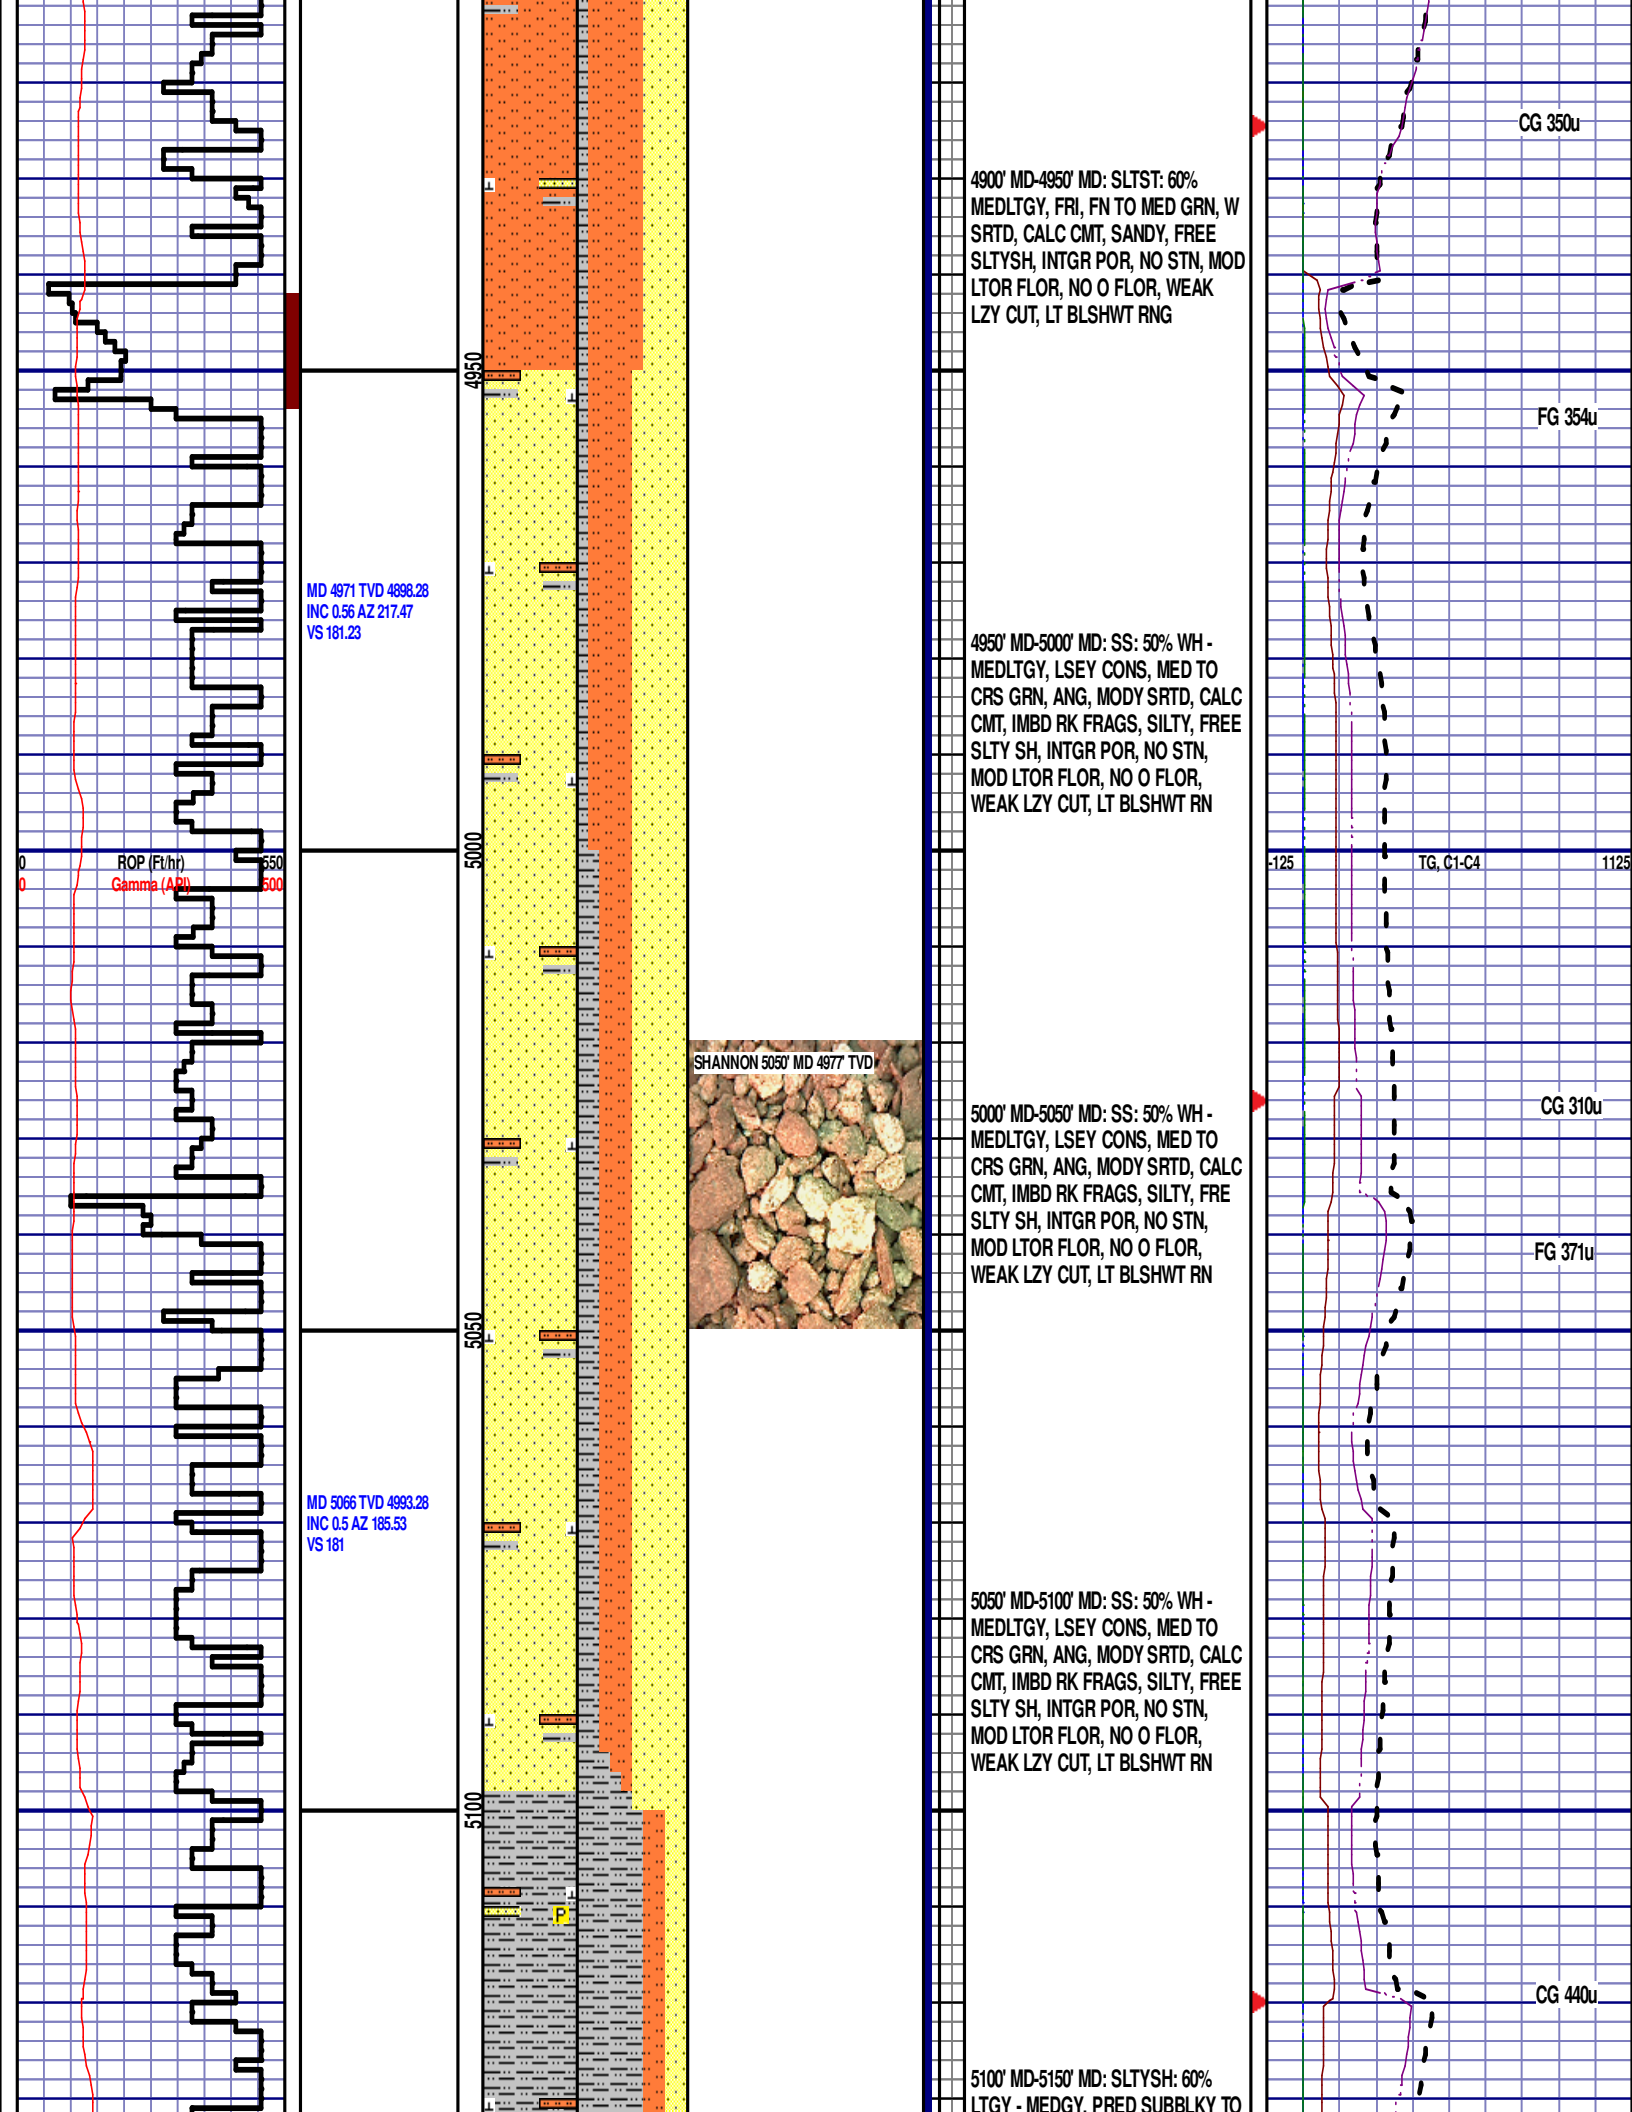 CG 350u
4900' MD-4950' MD: SLTST: 60%
MEDLTGY, FRI, FN TO MED GRN, W
SRTD, CALC CMT, SANDY, FREE
SLTYSH, INTGR POR, NO STN, MOD
LTOR FLOR, NO O FLOR, WEAK
LZY CUT, LT BLSHWT RNG
4950
FG 354u
MD 4971 TVD 4898.28
INC 0.56 AZ 217.47
VS 181.23
4950' MD-5000' MD: SS: 50% WH -
MEDLTGY, LSEY CONS, MED TO
CRS GRN, ANG, MODY SRTD, CALC
CMT, IMBD RK FRAGS, SILTY, FREE
SLTY SH, INTGR POR, NO STN,
MOD LTOR FLOR, NO O FLOR,
WEAK LZY CUT, LT BLSHWT RN
5000
0 ROP (Ft/hr) 550
0 Gamma (API) 500
-125 TG, C1-C4 1125
SHANNON 5050' MD 4977' TVD
CG 310u
5000' MD-5050' MD: SS: 50% WH -
MEDLTGY, LSEY CONS, MED TO
CRS GRN, ANG, MODY SRTD, CALC
CMT, IMBD RK FRAGS, SILTY, FRE
SLTY SH, INTGR POR, NO STN,
MOD LTOR FLOR, NO O FLOR,
WEAK LZY CUT, LT BLSHWT RN
FG 371u
5050
MD 5066 TVD 4993.28
INC 0.5 AZ 185.53
VS 181
5050' MD-5100' MD: SS: 50% WH -
MEDLTGY, LSEY CONS, MED TO
CRS GRN, ANG, MODY SRTD, CALC
CMT, IMBD RK FRAGS, SILTY, FREE
SLTY SH, INTGR POR, NO STN,
MOD LTOR FLOR, NO O FLOR,
WEAK LZY CUT, LT BLSHWT RN
5100
P
CG 440u
5100' MD-5150' MD: SLTYSH: 60%
LTGY - MEDGY, PRED SUBBLKY TO